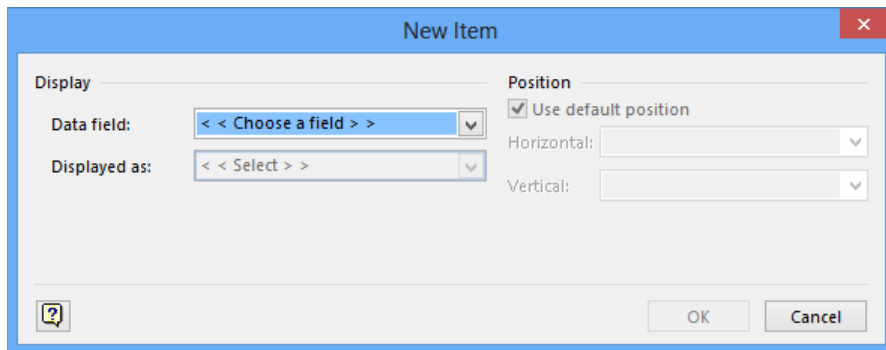 New Item
Display
Data field:
< < Choose a field > >
Displayed as:
< < Select > >
Position
Use default position
Horizontal:
Vertical:
OK
Cancel